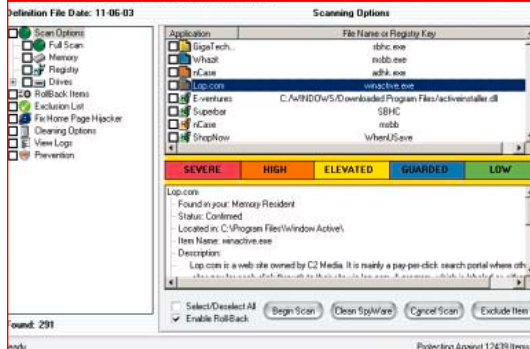 Definition File Date: 11-06-03
Scanning Options
Scan Options
Full Scan
Memory
Registry
Drives
RollBack Items
Exclusion List
Fix Home Page Hijacker
Cleaning Options
View Logs
Prevention
Application File Name or Registry Key
GigaTech.. sbhc.exe
Whazit mobb.exe
nCase adhk.exe
Lop.com winactive.exe
E-ventures C:/WINDOWS/Downloaded Program Files/activeinstaller.dll
Superbar SBHC
nCase msbb
ShopNow WhenUSave
SEVERE HIGH ELEVATED GUARDED LOW
Lop.com
Found in your: Memory Resident
Status: Confirmed
Located in: C:\Program Files\Window Active\
Item Name: winactive.exe
Description:
Lop.com is a web site owned by C2 Media. It is mainly a pay-per-click search portal where oth
Select/Deselect All
Enable Roll-Back
Begin Scan
Clean SpyWare
Cancel Scan
Exclude Item
Found: 291
Protecting Against 12439 Items